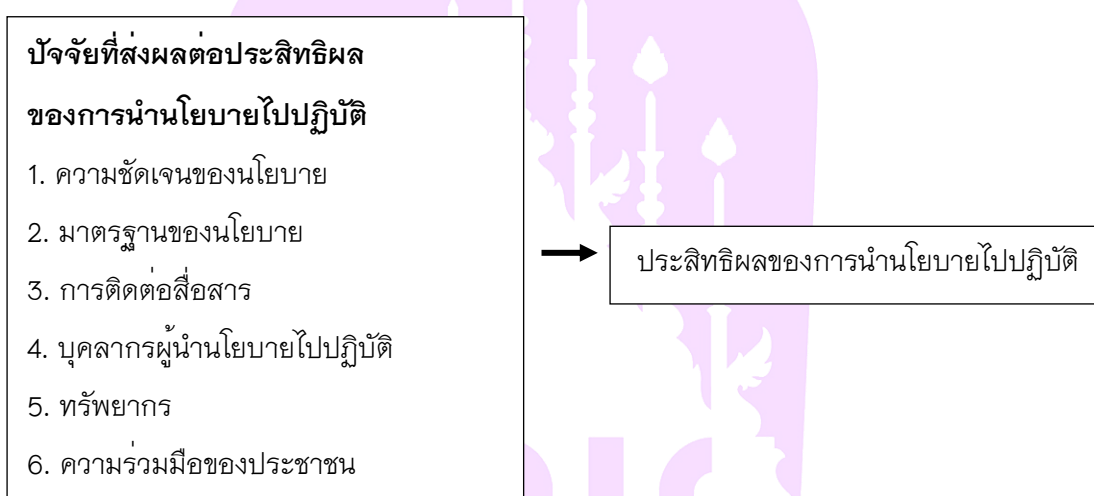 ปัจจัยที่ส่งผลต่อประสิทธิผล
ของการนำนโยบายไปปฏิบัติ
1. ความชัดเจนของนโยบาย
2. มาตรฐานของนโยบาย
3. การติดต่อสื่อสาร
4. บุคลากรผู้นำนโยบายไปปฏิบัติ
5. ทรัพยากร
6. ความร่วมมือของประชาชน
ประสิทธิผลของการนำนโยบายไปปฏิบัติ